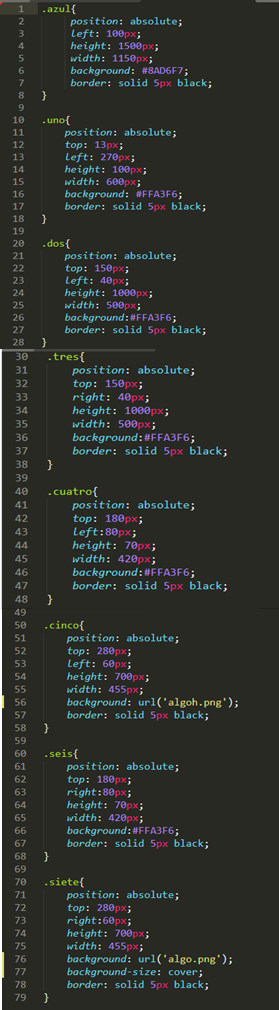 1 .azul{
2 position: absolute;
3 left: 100px;
4 height: 1500px;
5 width: 1150px;
6 background: #8AD6F7;
7 border: solid 5px black;
8 }
9
10 .uno{
11 position: absolute;
12 top: 13px;
13 left: 270px;
14 height: 100px;
15 width: 600px;
16 background: #FFA3F6;
17 border: solid 5px black;
18 }
19
20 .dos{
21 position: absolute;
22 top: 150px;
23 left: 40px;
24 height: 1000px;
25 width: 500px;
26 background:#FFA3F6;
27 border: solid 5px black;
28 }
30 .tres{
31 position: absolute;
32 top: 150px;
33 right: 40px;
34 height: 1000px;
35 width: 500px;
36 background:#FFA3F6;
37 border: solid 5px black;
38 }
39
40 .cuatro{
41 position: absolute;
42 top: 180px;
43 left:80px;
44 height: 70px;
45 width: 420px;
46 background:#FFA3F6;
47 border: solid 5px black;
48 }
49
50 .cinco{
51 position: absolute;
52 top: 280px;
53 left: 60px;
54 height: 700px;
55 width: 455px;
56 background: url('algoh.png');
57 border: solid 5px black;
58 }
59
60 .seis{
61 position: absolute;
62 top: 180px;
63 right:80px;
64 height: 70px;
65 width: 420px;
66 background:#FFA3F6;
67 border: solid 5px black;
68 }
69
70 .siete{
71 position: absolute;
72 top: 280px;
73 right:60px;
74 height: 700px;
75 width: 455px;
76 background: url('algo.png');
77 background-size: cover;
78 border: solid 5px black;
79 }